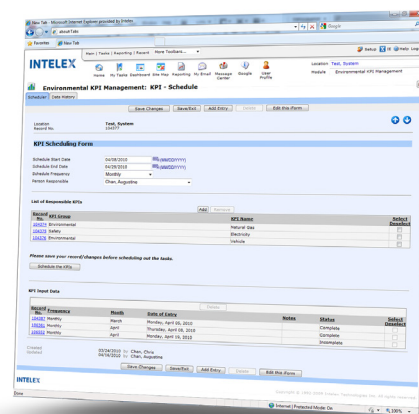 New Tab - Microsoft Internet Explorer provided by Intelex
about:Tabs
Google
Favorites New Tab
Main | Tasks | Reporting | Recent More Toolbars...
Setup IE Help Log
INTELEX
Home My Tasks Dashboard Site Map Reporting My Email Message Center Google User Profile
Location Test, System
Module Environmental KPI Management
Environmental KPI Management: KPI - Schedule
Scheduler Data History
Save Changes Save/Exit Add Entry Delete Edit this iForm
Location Test, System
Record No. 104377
KPI Scheduling Form
Schedule Start Date 04/08/2010 (MM/DD/YYYY)
Schedule End Date 04/29/2010 (MM/DD/YYYY)
Schedule Frequency Monthly
Person Responsible Chan, Augustine
List of Responsible KPIs
Add Remove
Record No. KPI Group KPI Name Select Deselect
104374 Environmental Natural Gas
104373 Safety Electricity
104376 Environmental Vehicle
Please save your record/changes before scheduling out the tasks.
Schedule the KPIs
KPI Input Data
Delete
Record No. Frequency Month Date of Entry Notes Status Select Deselect
Monthly March Monday, April 05, 2010 Complete
Monthly April Thursday, April 08, 2010 Complete
Monthly April Monday, April 19, 2010 Incomplete
Created 03/24/2010 by Chan, Chris
Updated 04/16/2010 by Chan, Augustine
Save Changes Save/Exit Add Entry Delete Edit this iForm
INTELEX
Done
Internet | Protected Mode: On
100%